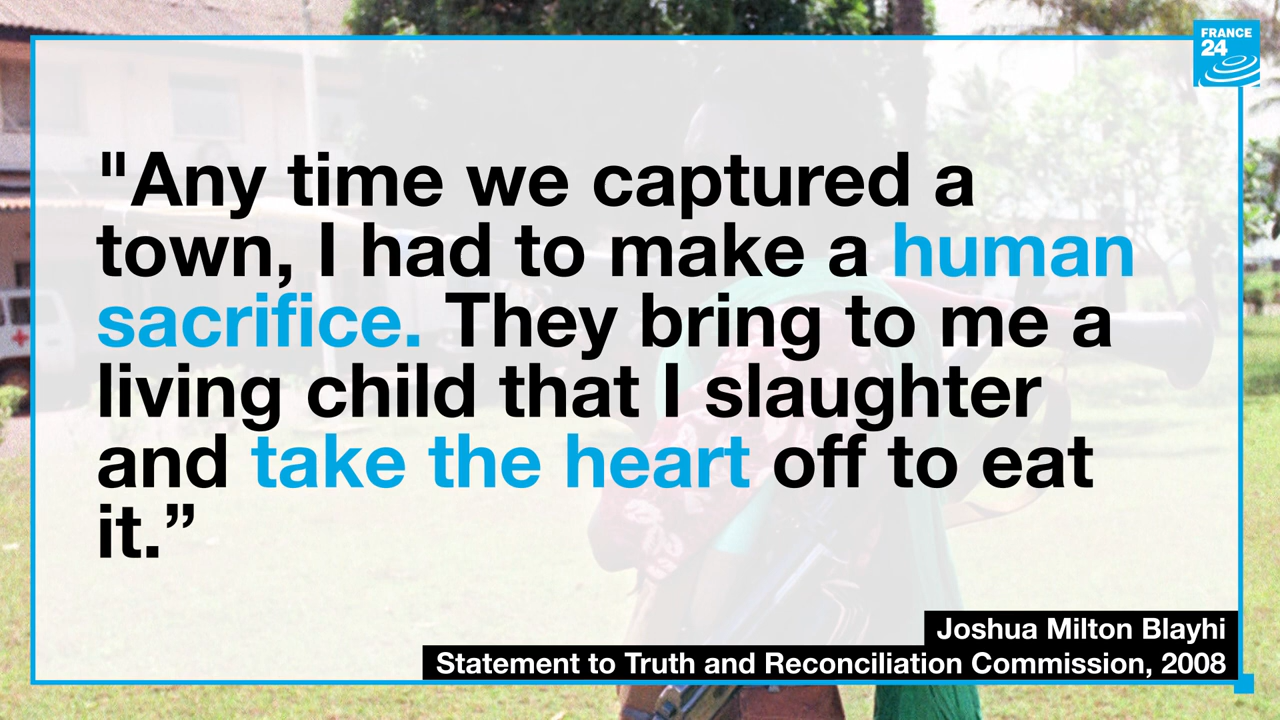 FRANCE
24
"Any time we captured a
town, I had to make a human
sacrifice. They bring to me a
living child that I slaughter
and take the heart off to eat
it.”
Joshua Milton Blayhi
Statement to Truth and Reconciliation Commission, 2008